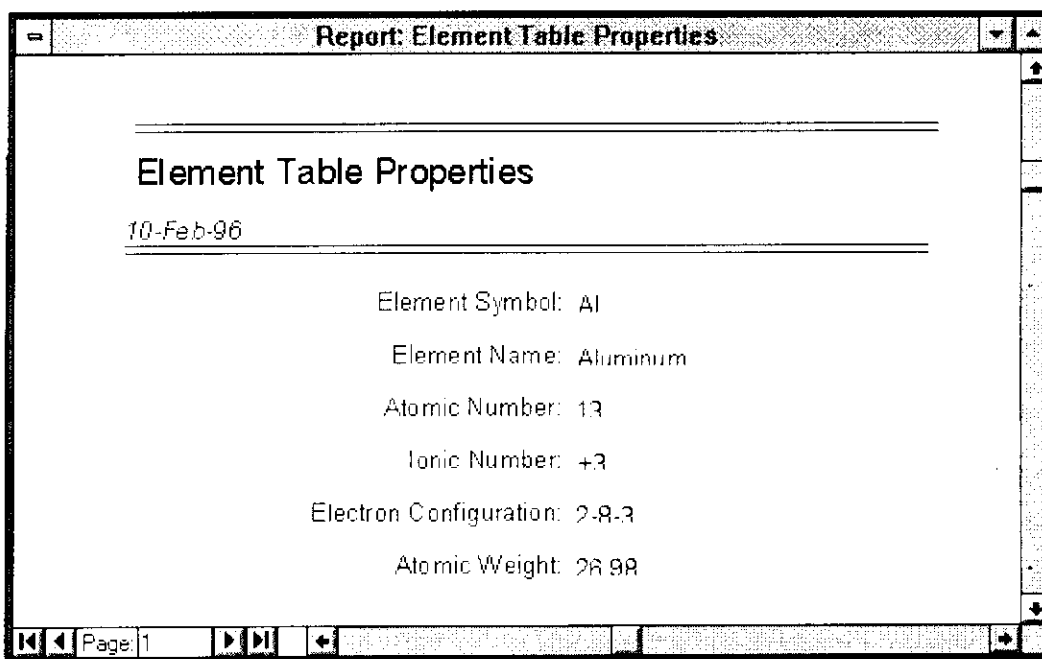 Report: Element Table Properties
Element Table Properties
10-Feb-96
Element Symbol: Al
Element Name: Aluminum
Atomic Number: 13
Ionic Number: +3
Electron Configuration: 2-8-3
Atomic Weight: 26.98
Page: 1